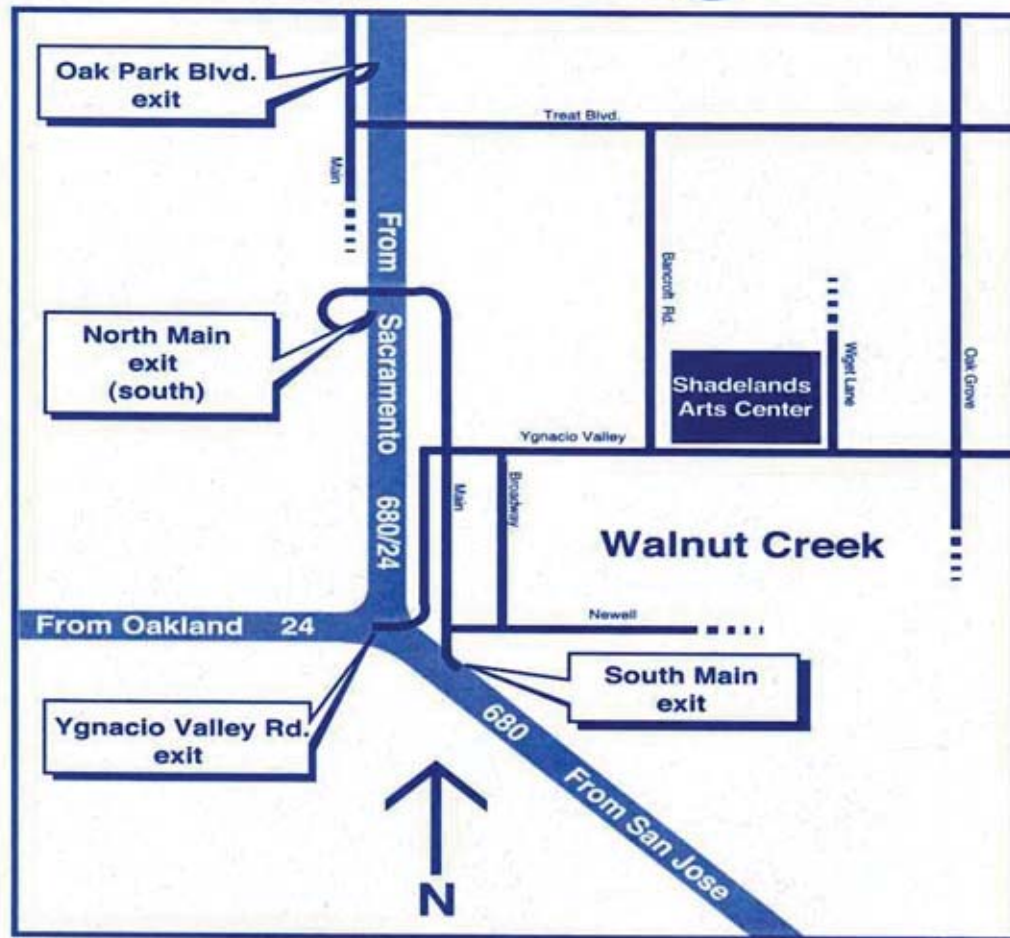 Oak Park Blvd.
exit
Treat Blvd.
Main
From Sacramento 680/24
Bancroft Rd.
North Main
exit
(south)
Shadelands
Arts Center
Wiget Lane
Oak Grove
Ygnacio Valley
Main
Broadway
Walnut Creek
From Oakland 24
Newell
South Main
exit
Ygnacio Valley Rd.
exit
680 From San Jose
N